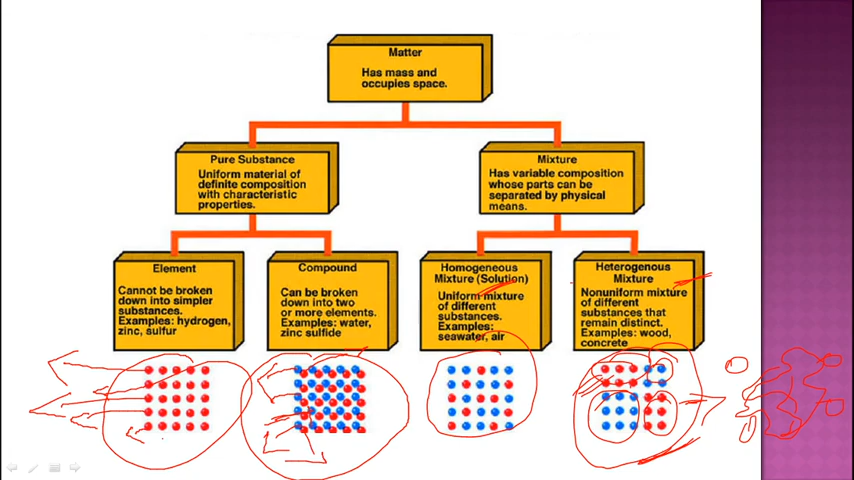 Matter
Has mass and
occupies space.
Pure Substance
Uniform material of
definite composition
with characteristic
properties.
Mixture
Has variable composition
whose parts can be
separated by physical
means.
Element
Cannot be broken
down into simpler
substances.
Examples: hydrogen,
zinc, sulfur
Compound
Can be broken
down into two
or more elements.
Examples: water,
zinc sulfide
Homogeneous
Mixture (Solution)
Uniform mixture
of different
substances.
Examples:
seawater, air
Heterogenous
Mixture
Nonuniform mixture
of different
substances that
remain distinct.
Examples: wood,
concrete